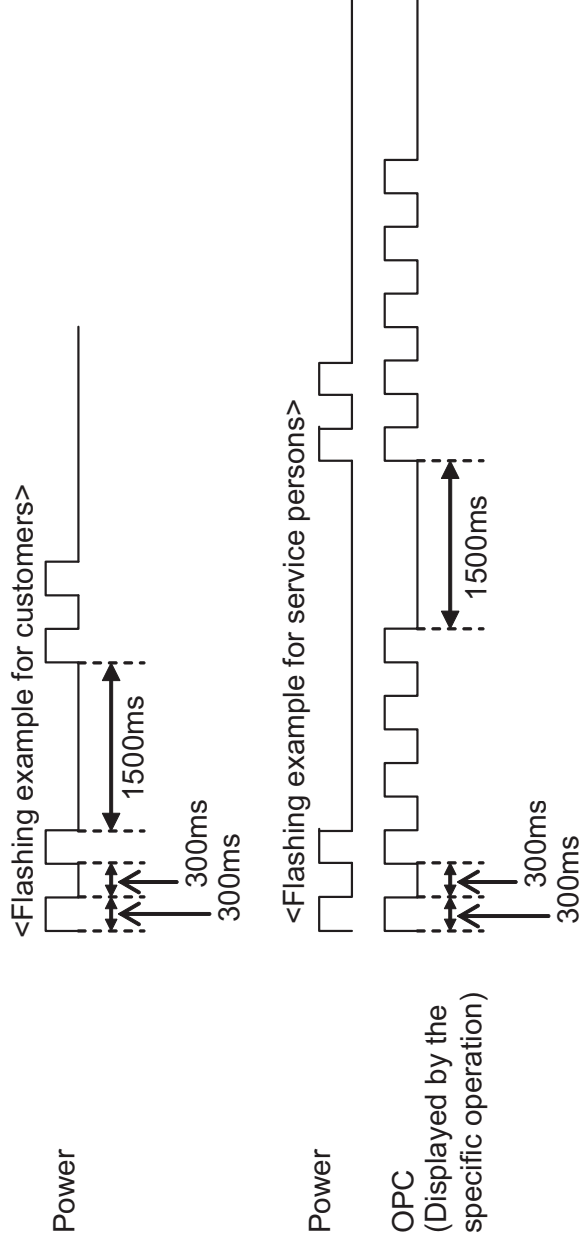 <Flashing example for customers>
Power
1500ms
300ms
300ms
<Flashing example for service persons>
Power
OPC
(Displayed by the
specific operation)
1500ms
300ms
300ms